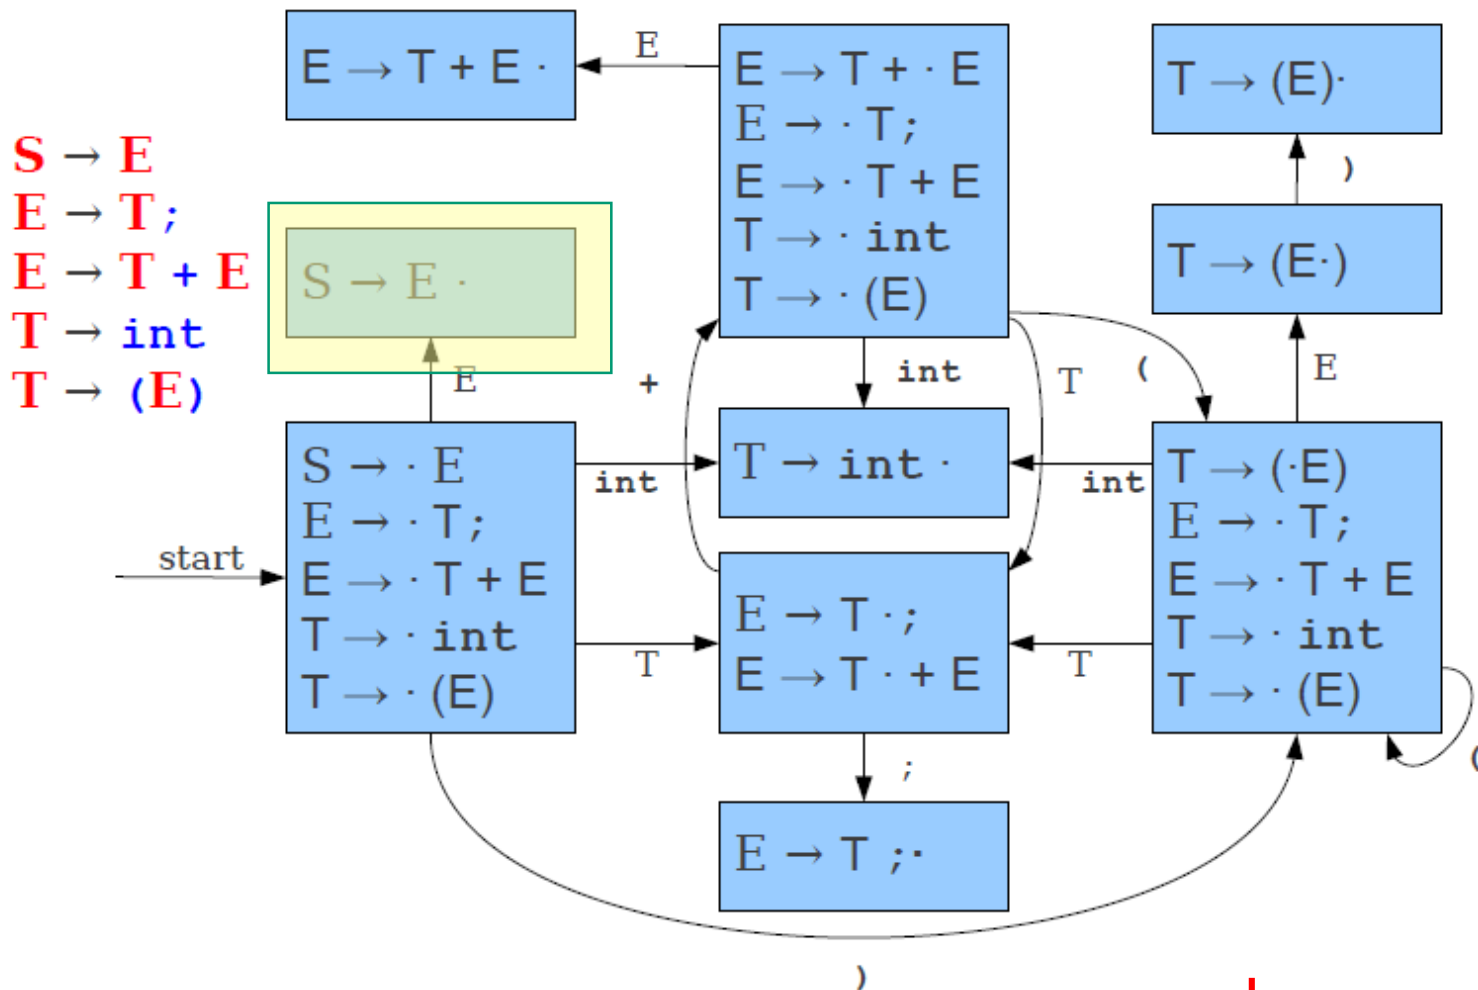 S → E
E → T ;
E → T + E
T → int
T → (E)
E → T + E ·
E
E → T + · E
E → · T ;
E → · T + E
T → · int
T → · (E)
T → (E)·
)
T → (E·)
E
S → E ·
E
+
int
T
(
start
S → · E
E → · T ;
E → · T + E
T → · int
T → · (E)
int
T
T → int ·
int
E → T · ;
E → T · + E
T
;
E → T ;·
T → (·E)
E → · T ;
E → · T + E
T → · int
T → · (E)
(
)